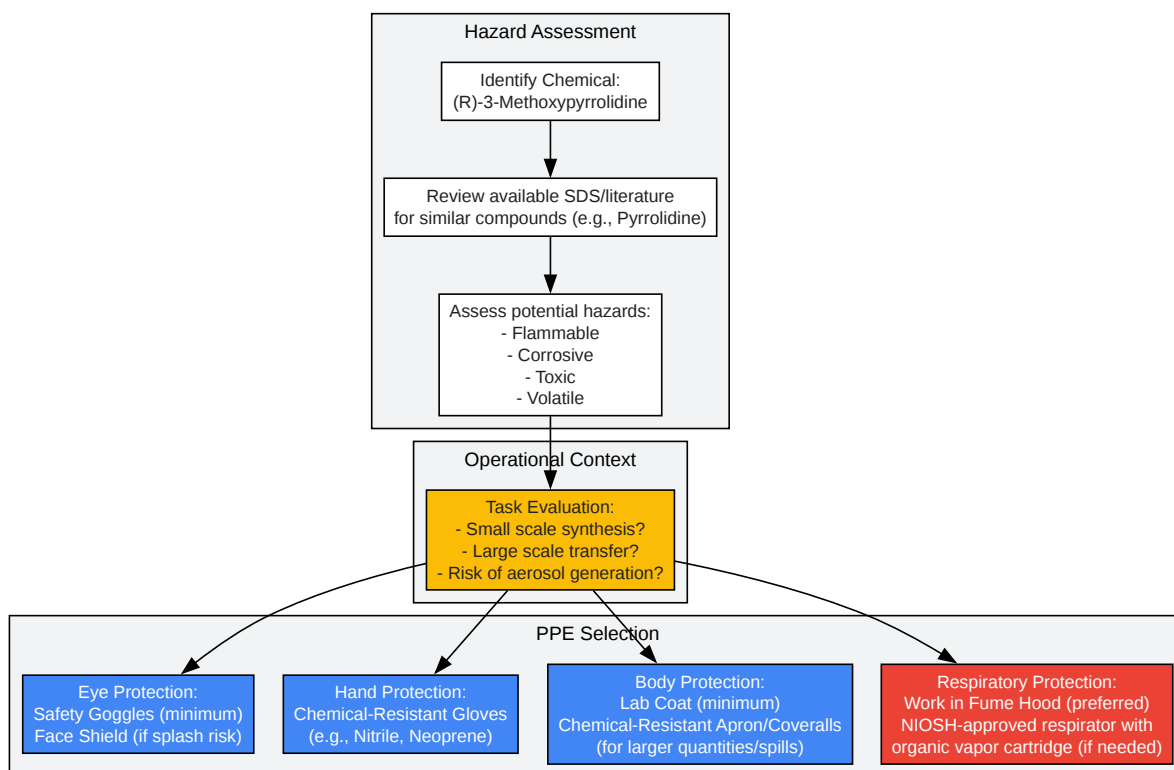 Hazard Assessment
Identify Chemical:
(R)-3-Methoxypyrrolidine
Review available SDS/literature
for similar compounds (e.g., Pyrrolidine)
Assess potential hazards:
- Flammable
- Corrosive
- Toxic
- Volatile
Operational Context
Task Evaluation:
- Small scale synthesis?
- Large scale transfer?
- Risk of aerosol generation?
PPE Selection
Eye Protection:
Safety Goggles (minimum)
Face Shield (if splash risk)
Hand Protection:
Chemical-Resistant Gloves
(e.g., Nitrile, Neoprene)
Body Protection:
Lab Coat (minimum)
Chemical-Resistant Apron/Coveralls
(for larger quantities/spills)
Respiratory Protection:
Work in Fume Hood (preferred)
NIOSH-approved respirator with
organic vapor cartridge (if needed)